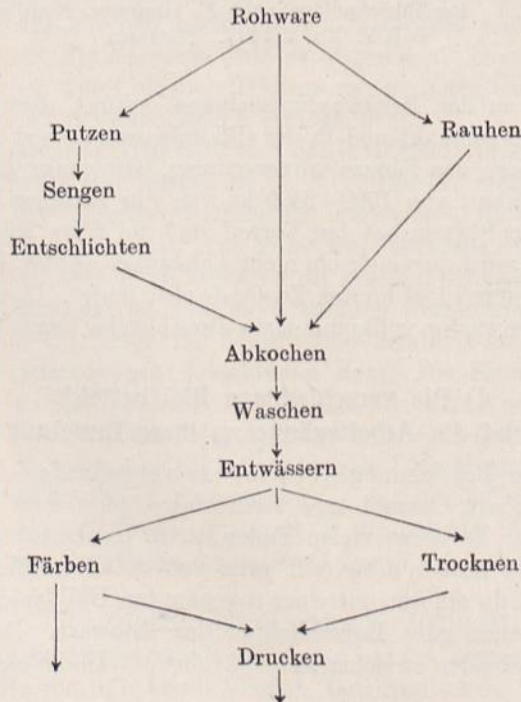 Rohware
Putzen
Rauhen
Sengen
Entschlichten
Abkochen
Waschen
Entwässern
Färben
Trocknen
Drucken